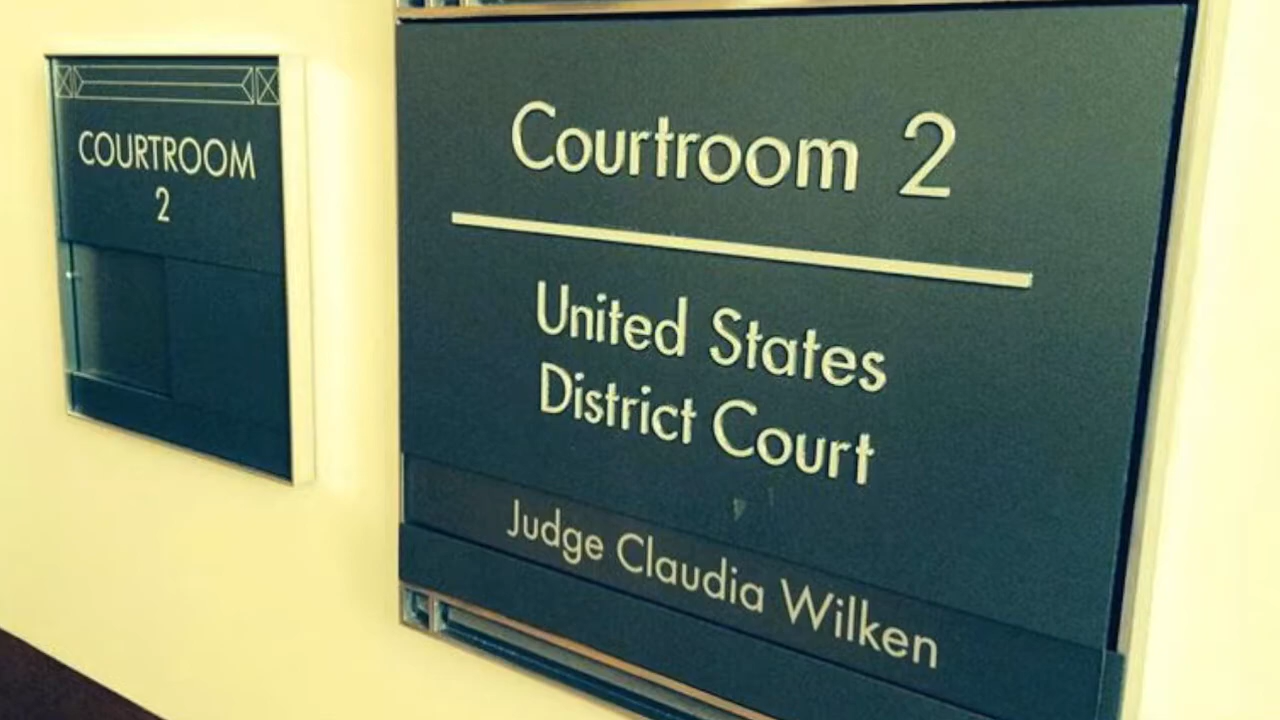 COURTROOM
2
Courtroom 2
United States
District Court
Judge Claudia Wilken